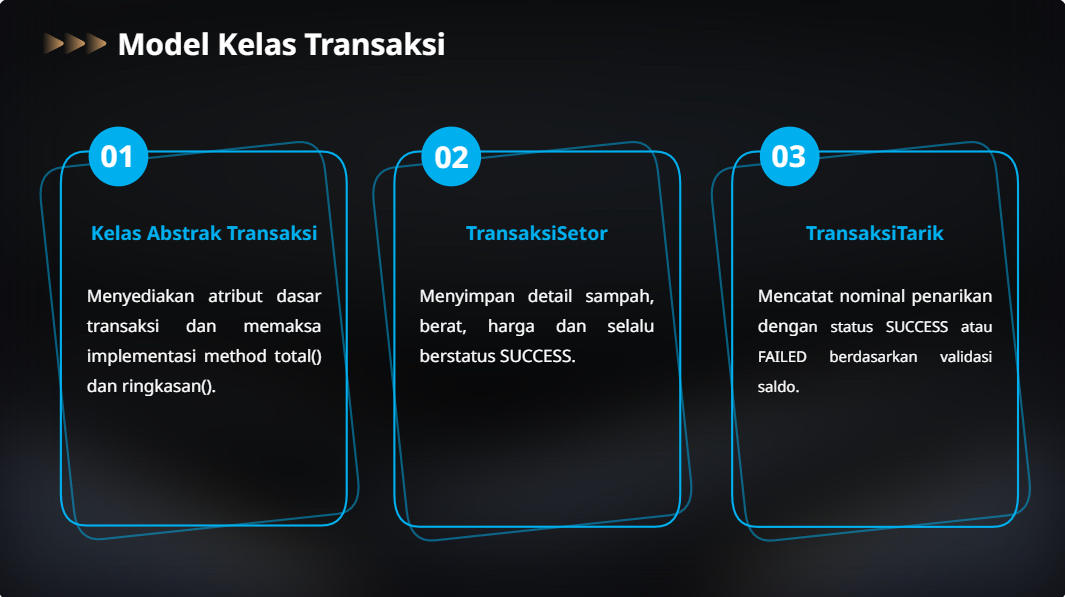 Model Kelas Transaksi
01
Kelas Abstrak Transaksi
Menyediakan atribut dasar
transaksi dan memaksa
implementasi method total()
dan ringkasan().
02
TransaksiSetor
Menyimpan detail sampah,
berat, harga dan selalu
berstatus SUCCESS.
03
TransaksiTarik
Mencatat nominal penarikan
dengan status SUCCESS atau
FAILED berdasarkan validasi
saldo.